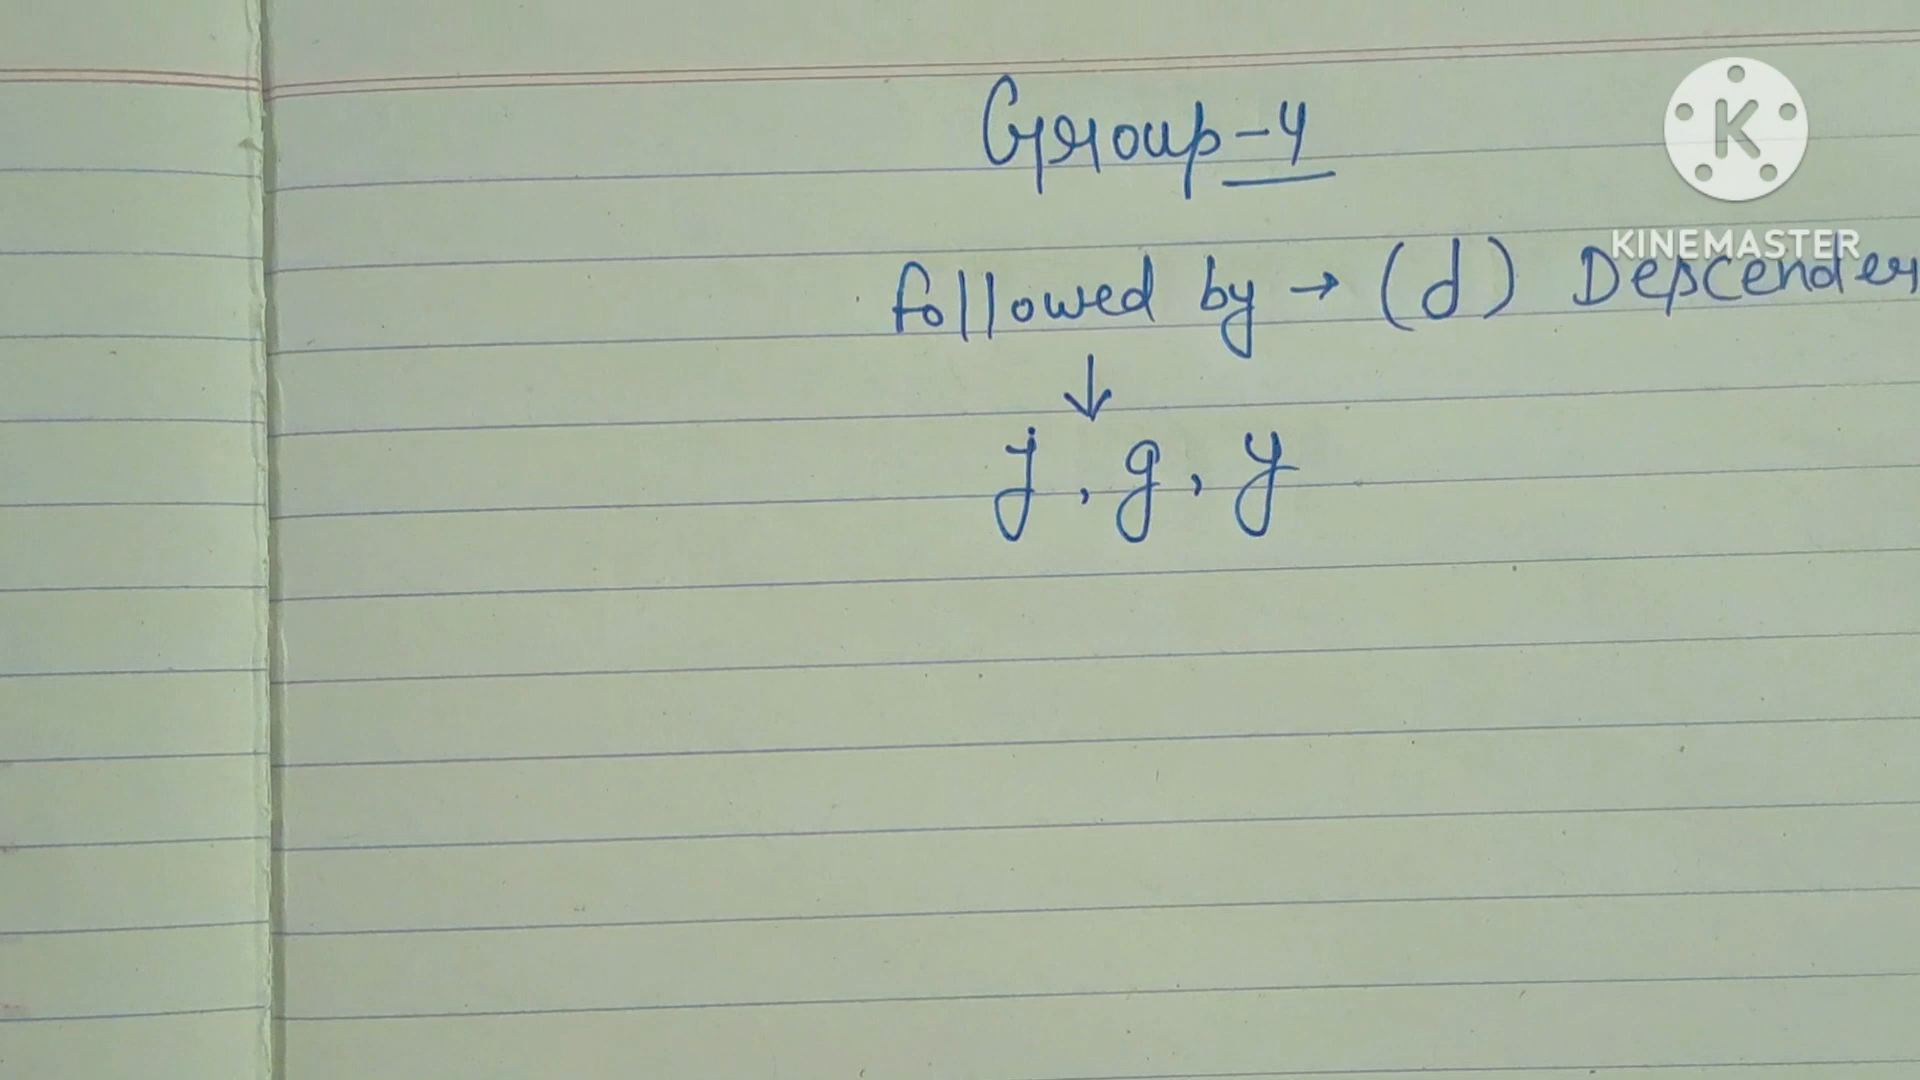 Group-4
KINEMASTER
followed by → (d) Descender
↓
j, g, y